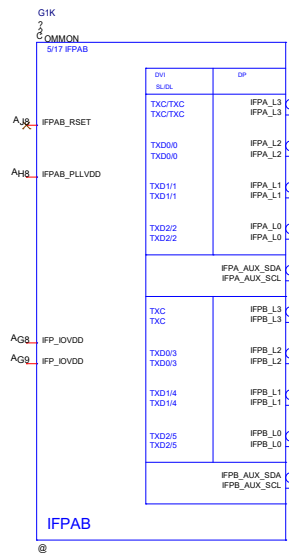 G1K
?
?
COMMON
5/17 IFPAB
DVI DP
SL/DL
TXC/TXC IFPA_L3
TXC/TXC IFPA_L3
AJ8 IFPAB_RSET
TXD0/0 IFPA_L2
TXD0/0 IFPA_L2
AH8 IFPAB_PLLVDD
TXD1/1 IFPA_L1
TXD1/1 IFPA_L1
TXD2/2 IFPA_L0
TXD2/2 IFPA_L0
IFPA_AUX_SDA
IFPA_AUX_SCL
TXC IFPB_L3
TXC IFPB_L3
AG8 IFP_IOVDD
TXD0/3 IFPB_L2
AG9 IFP_IOVDD
TXD0/3 IFPB_L2
TXD1/4 IFPB_L1
TXD1/4 IFPB_L1
TXD2/5 IFPB_L0
TXD2/5 IFPB_L0
IFPB_AUX_SDA
IFPB_AUX_SCL
IFPAB
@